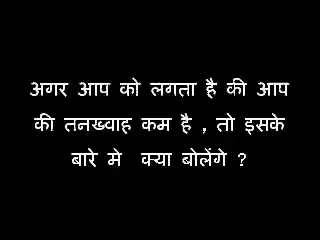 अगर आप को लगता है की आप
की तनख्वाह कम है , तो इसके
बारे मे क्या बोलेंगे ?